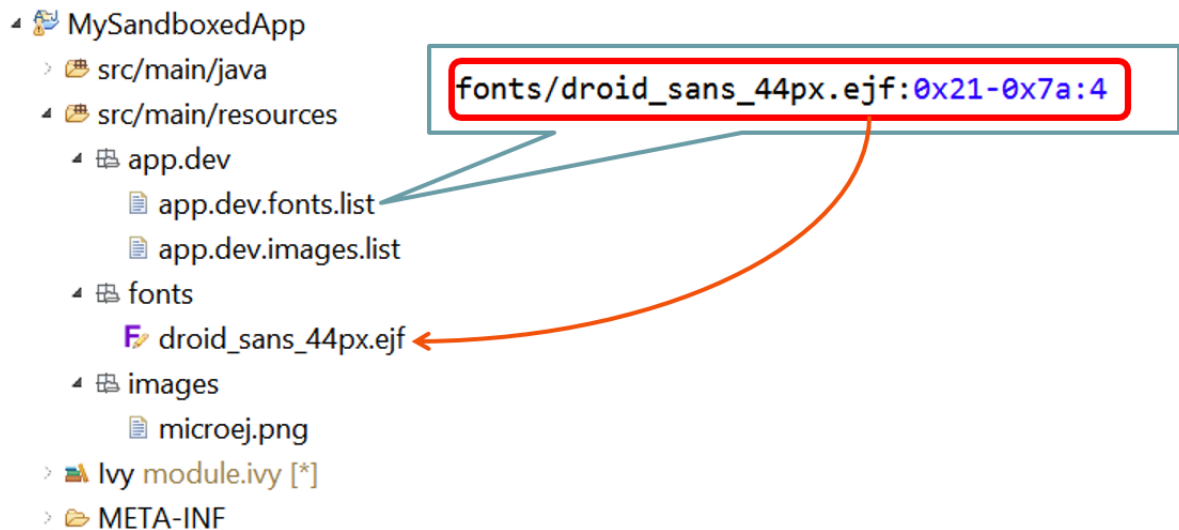 MySandboxedApp
src/main/java
fonts/droid_sans_44px.ejf:0x21-0x7a:4
src/main/resources
app.dev
app.dev.fonts.list
app.dev.images.list
fonts
droid_sans_44px.ejf
images
microej.png
Ivy module.ivy [*]
META-INF